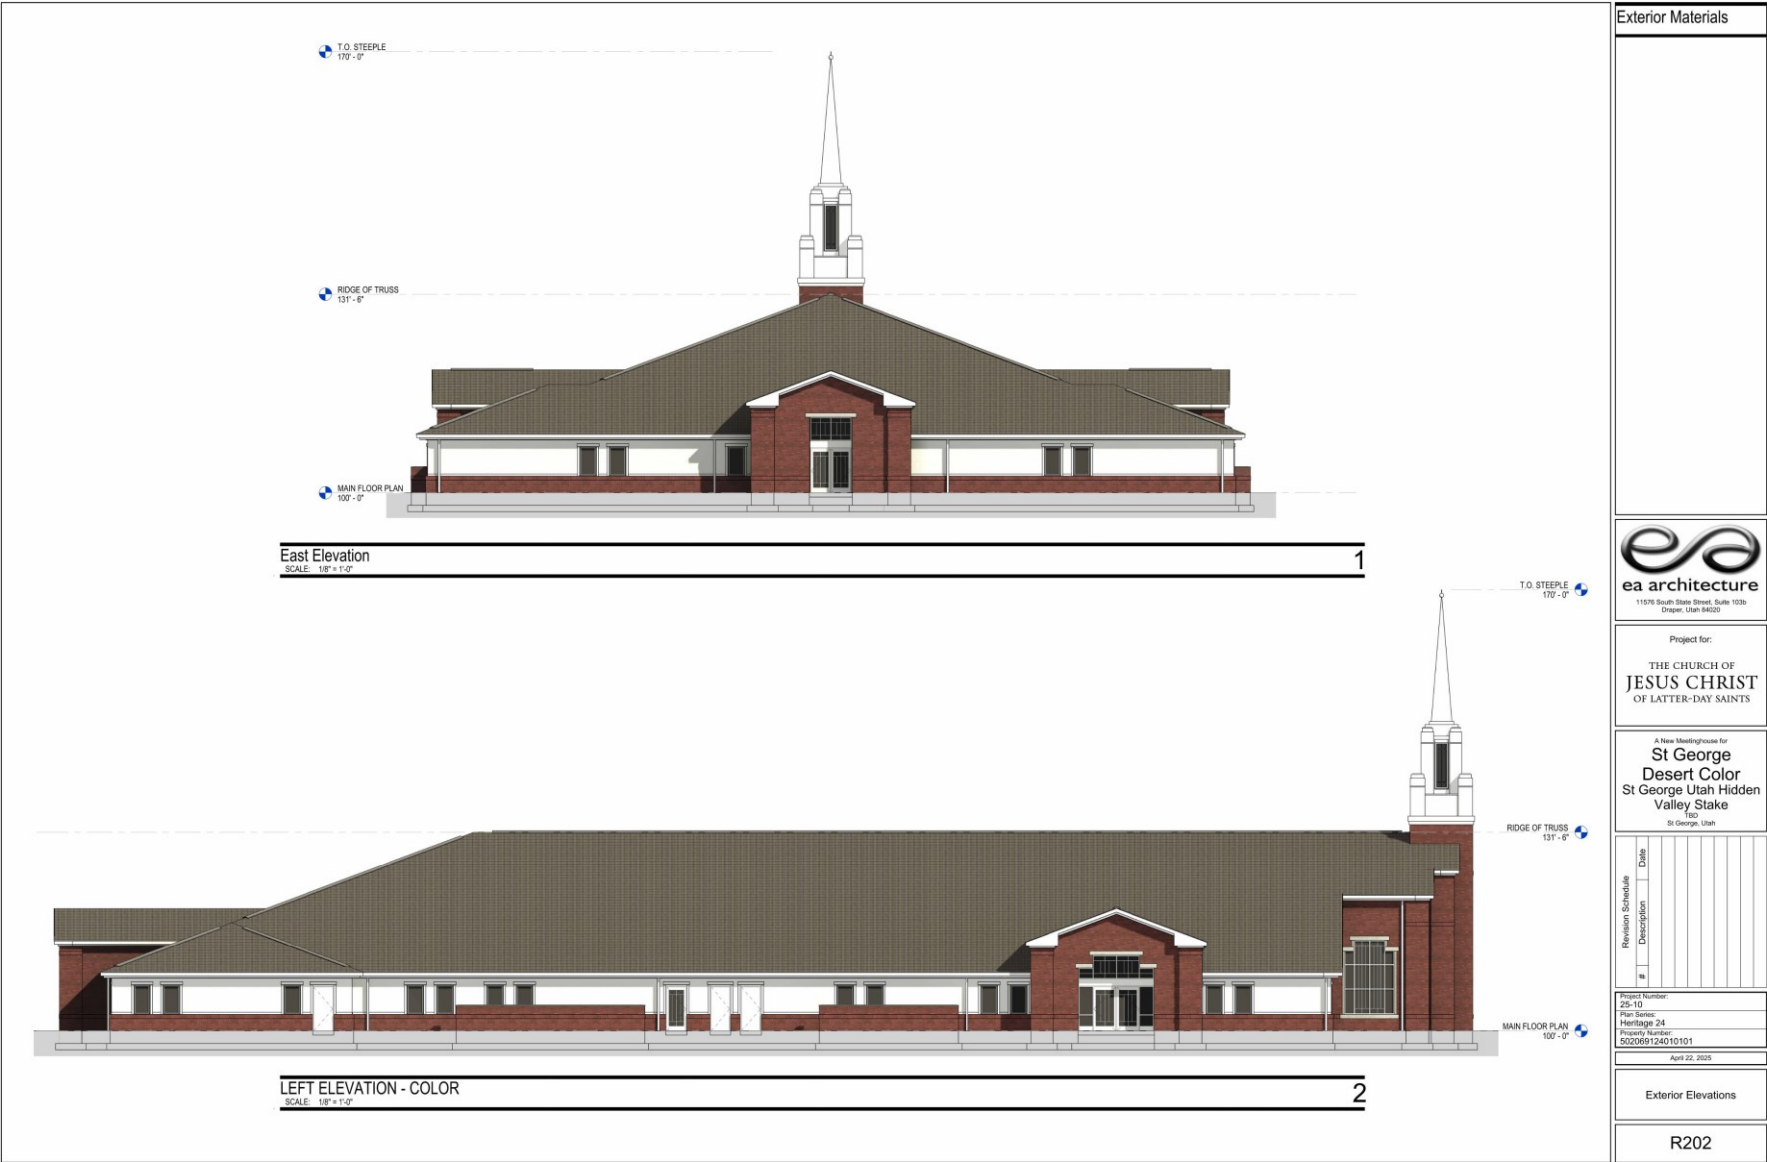 T.O. STEEPLE
170' - 0"
RIDGE OF TRUSS
131' - 6"
MAIN FLOOR PLAN
100' - 0"
East Elevation
SCALE: 1/8" = 1'-0"
1
T.O. STEEPLE
170' - 0"
RIDGE OF TRUSS
131' - 6"
MAIN FLOOR PLAN
100' - 0"
LEFT ELEVATION - COLOR
SCALE: 1/8" = 1'-0"
2
Exterior Materials
ea architecture
11576 South State Street, Suite 103b
Draper, Utah 84020
Project for:
THE CHURCH OF
JESUS CHRIST
OF LATTER-DAY SAINTS
A New Meetinghouse for
St George
Desert Color
St George Utah Hidden
Valley Stake
TBD
St George, Utah
Revision Schedule
# Description Date
Project Number:
25-10
Plan Series:
Heritage 24
Property Number:
502069124010101
April 22, 2025
Exterior Elevations
R202